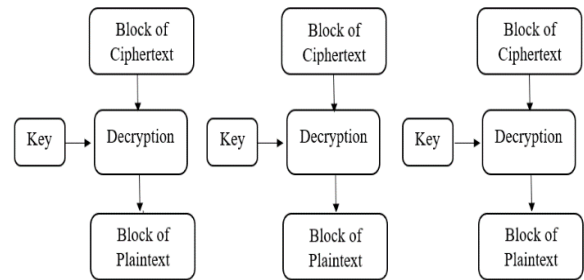 Block of Ciphertext
Block of Ciphertext
Block of Ciphertext
Key
Decryption
Key
Decryption
Key
Decryption
Block of Plaintext
Block of Plaintext
Block of Plaintext